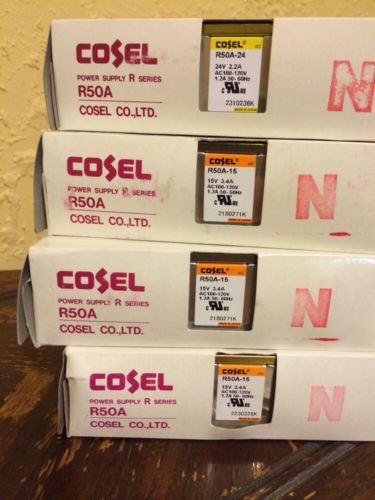 COSEL
POWER SUPPLY R SERIES
R50A
COSEL CO.,LTD.
COSEL
R50A-24
24V 2.2A
AC100-120V
1.2A 50-60Hz
2310238K
N
COSEL
POWER SUPPLY R SERIES
R50A
COSEL CO.,LTD.
COSEL
R50A-15
15V 3.4A
AC100-120V
1.2A 50-60Hz
2180271K
N
COSEL
POWER SUPPLY R SERIES
R50A
COSEL CO.,LTD.
COSEL
R50A-15
15V 3.4A
AC100-120V
1.2A 50-60Hz
2180271K
N
COSEL
POWER SUPPLY R SERIES
R50A
COSEL CO.,LTD.
COSEL
R50A-15
15V 3.4A
AC100-120V
1.2A 50-60Hz
2230328K
N